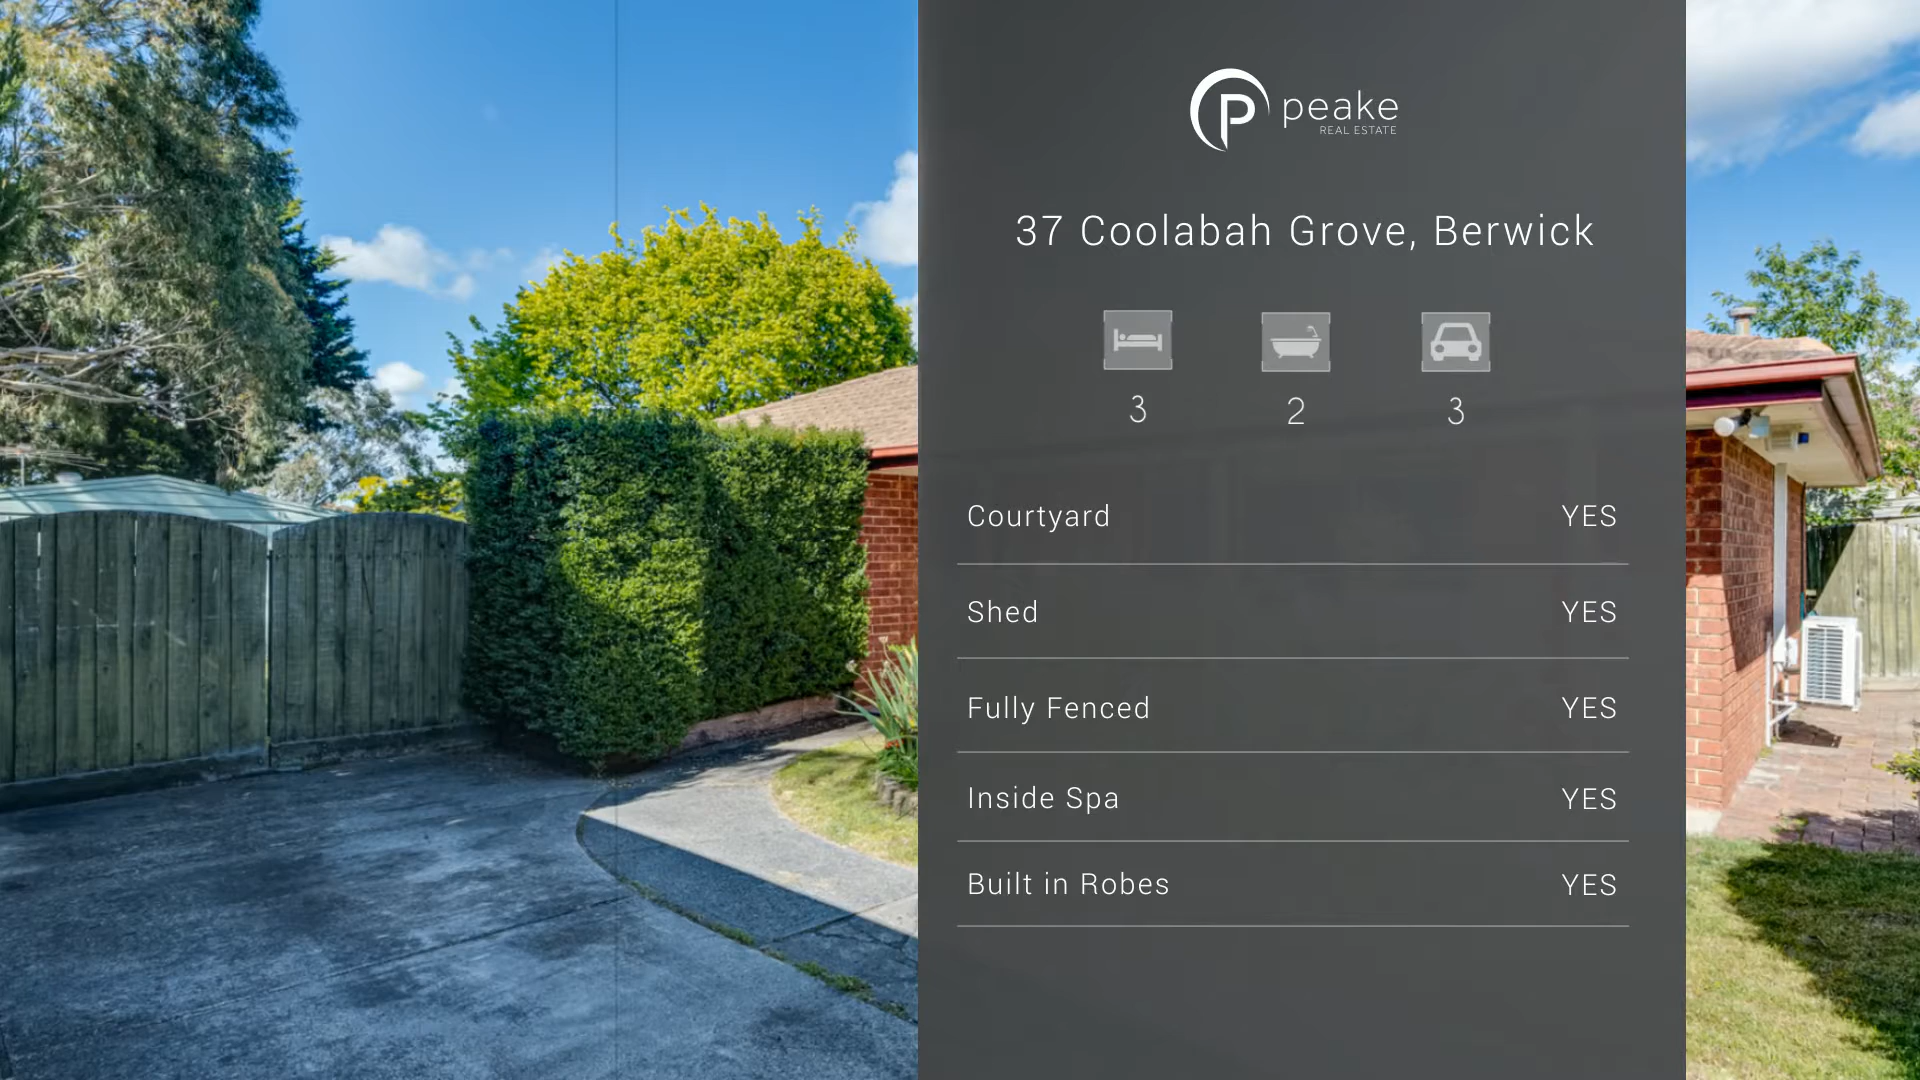 peake
REAL ESTATE
37 Coolabah Grove, Berwick
3 2 3
Courtyard YES
Shed YES
Fully Fenced YES
Inside Spa YES
Built in Robes YES